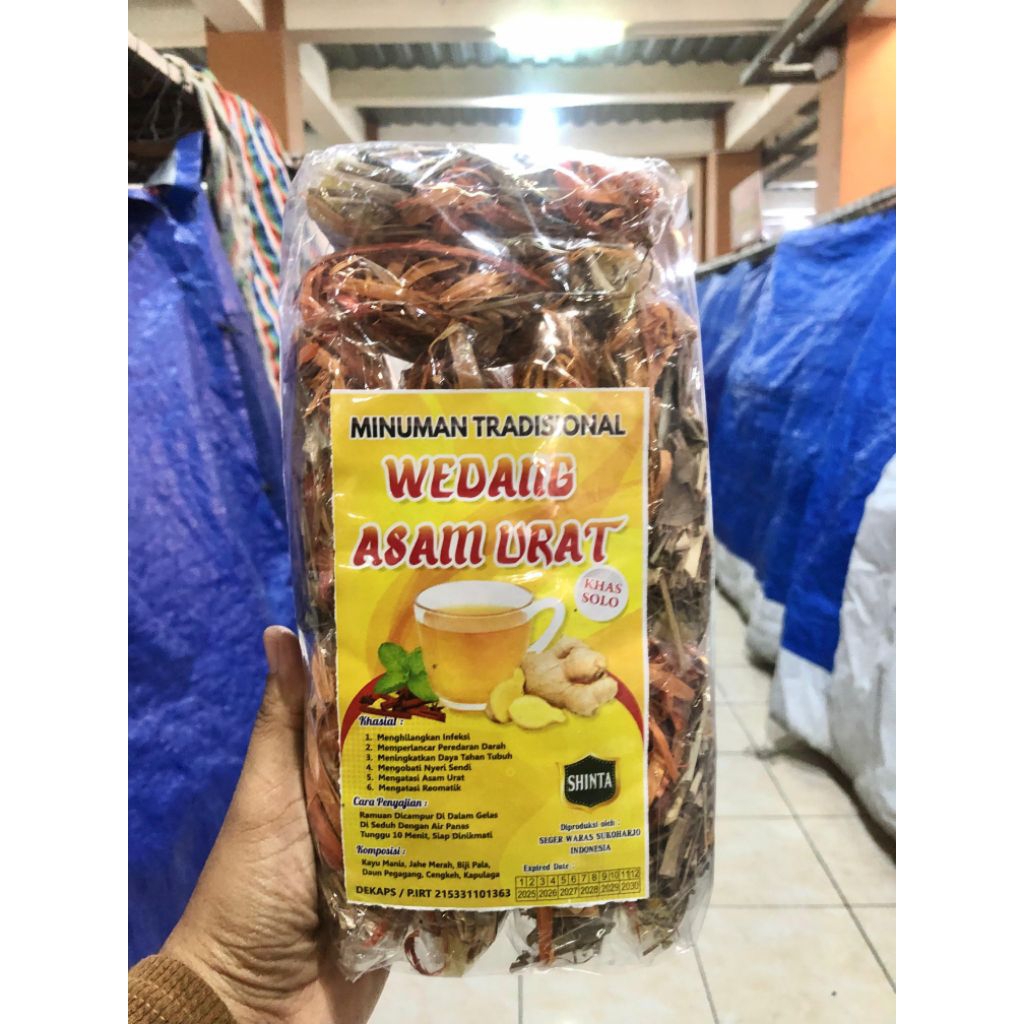 MINUMAN TRADISIONAL
WEDANG
ASAM URAT
KHAS
SOLO
Khasiat :
1. Menghilangkan Infeksi
2. Memperlancar Peredaran Darah
3. Meningkatkan Daya Tahan Tubuh
4. Mengobati Nyeri Sendi
5. Mengatasi Asam Urat
6. Mengatasi Reomatik
Cara Penyajian :
Ramuan Dicampur Di Dalam Gelas
Di Seduh Dengan Air Panas
Tunggu 10 Menit, Siap Dinikmati
Komposisi :
Kayu Manis, Jahe Merah, Biji Pala,
Daun Pegagang, Cengkeh, Kapulaga
DEKAPS / P.IRT 215331101363
SHINTA
Diproduksi oleh :
SEGER WARAS SUKOHARJO
INDONESIA
Expired Date :
1 2 3 4 5 6 7 8 9 10 11 12
2025 2026 2027 2028 2029 2030